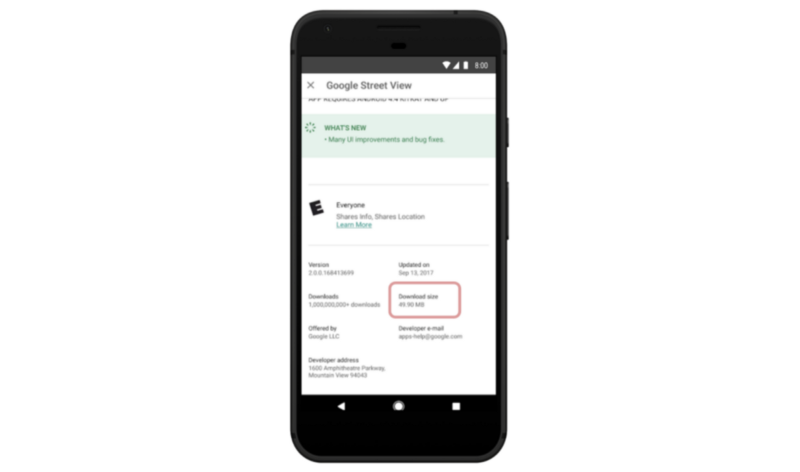 8:00
Google Street View
WHAT'S NEW
• Many UI improvements and bug fixes.
E
Everyone
Shares Info, Shares Location
Learn More
Version
2.0.0.168413699
Updated on
Sep 13, 2017
Downloads
1,000,000,000+ downloads
Download size
49.90 MB
Offered by
Google LLC
Developer e-mail
apps-help@google.com
Developer address
1600 Amphitheatre Parkway,
Mountain View 94043